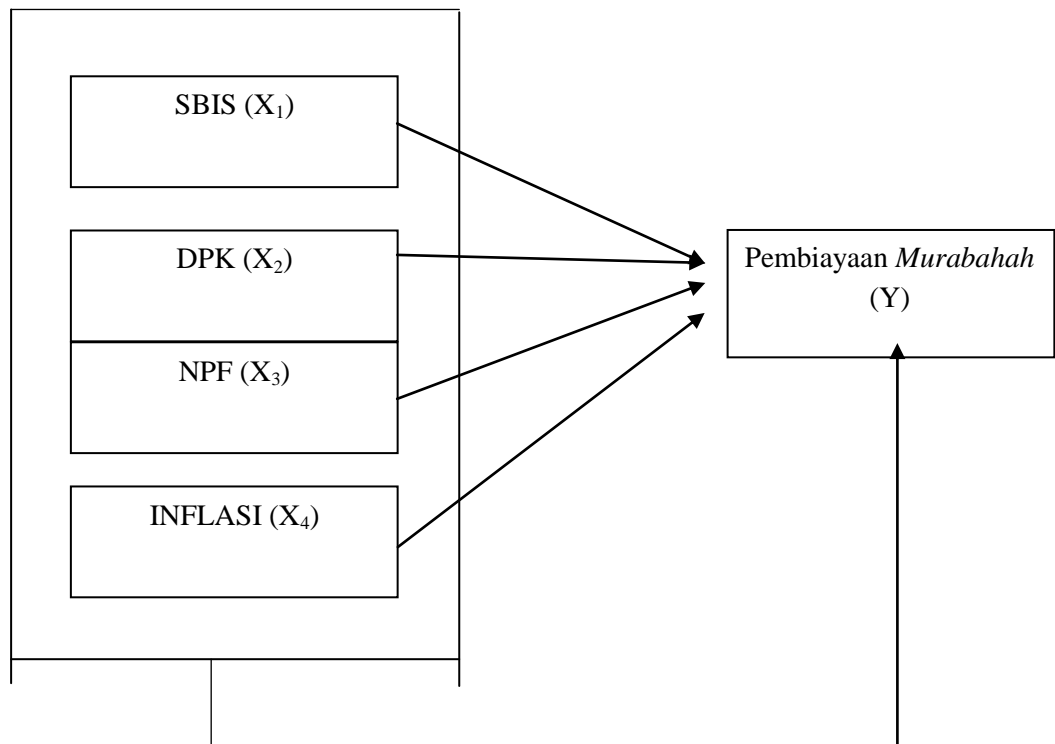 SBIS (X₁)
DPK (X₂)
NPF (X₃)
INFLASI (X₄)
Pembiayaan Murabahah
(Y)